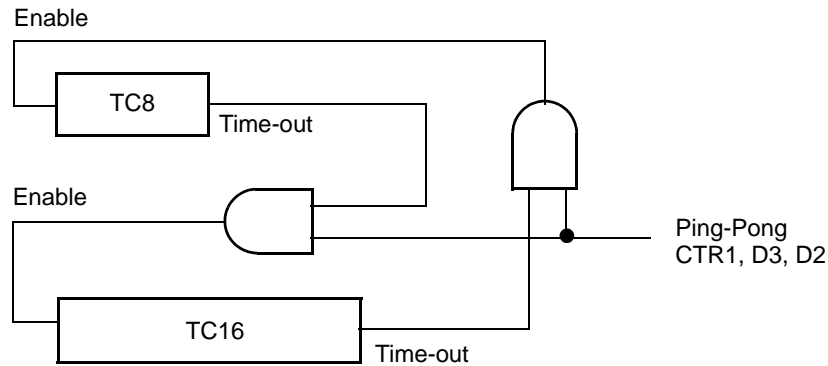 Enable
TC8
Time-out
Enable
Ping-Pong
CTR1, D3, D2
TC16
Time-out